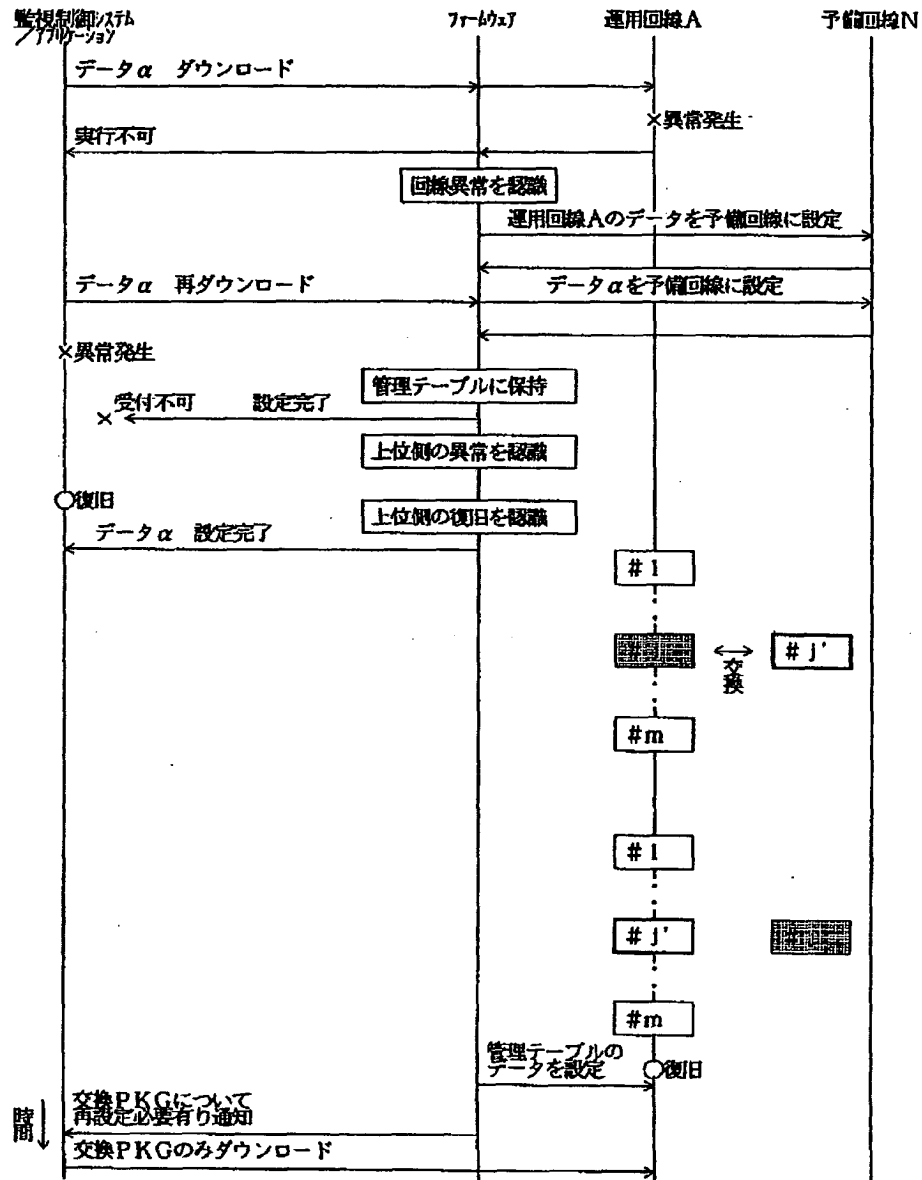 監視制御システム
／アプリケーション
ファームウェア
運用回線A
予備回線N
データα ダウンロード
×異常発生
実行不可
回線異常を認識
運用回線Aのデータを予備回線に設定
データα 再ダウンロード
データαを予備回線に設定
×異常発生
管理テーブルに保持
×受付不可 設定完了
上位側の異常を認識
○復旧
上位側の復旧を認識
データα 設定完了
#1
#j'
交換
#m
#1
#j'
#m
管理テーブルの
データを設定
○復旧
交換PKGについて
再設定必要有り通知
時間
交換PKGのみダウンロード